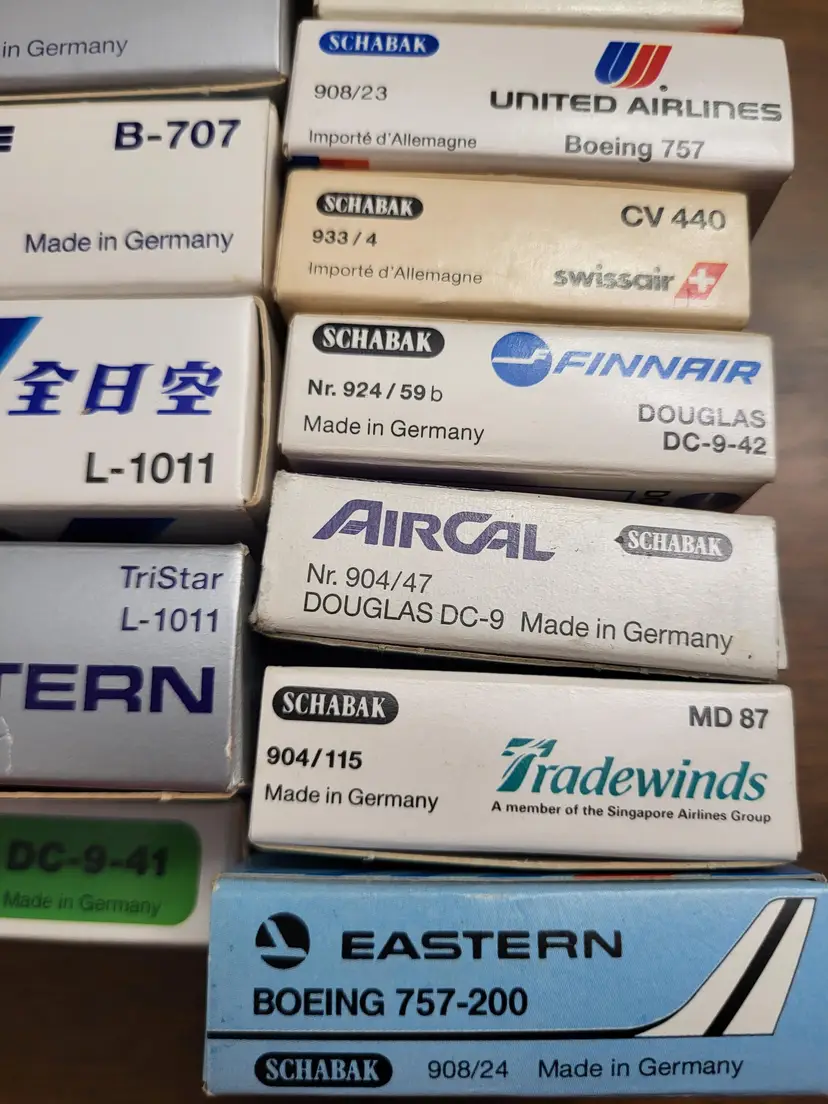 in Germany
B-707
Made in Germany
全日空
L-1011
TriStar
L-1011
TERN
DC-9-41
Made in Germany
SCHABAK
908/23
UNITED AIRLINES
Importé d'Allemagne
Boeing 757
SCHABAK
CV 440
933/4
Importé d'Allemagne
swissair
SCHABAK
FINNAIR
Nr. 924/59 b
DOUGLAS
Made in Germany
DC-9-42
AIRCAL
SCHABAK
Nr. 904/47
DOUGLAS DC-9 Made in Germany
SCHABAK
MD 87
904/115
Tradewinds
Made in Germany
A member of the Singapore Airlines Group
EASTERN
BOEING 757-200
SCHABAK 908/24 Made in Germany